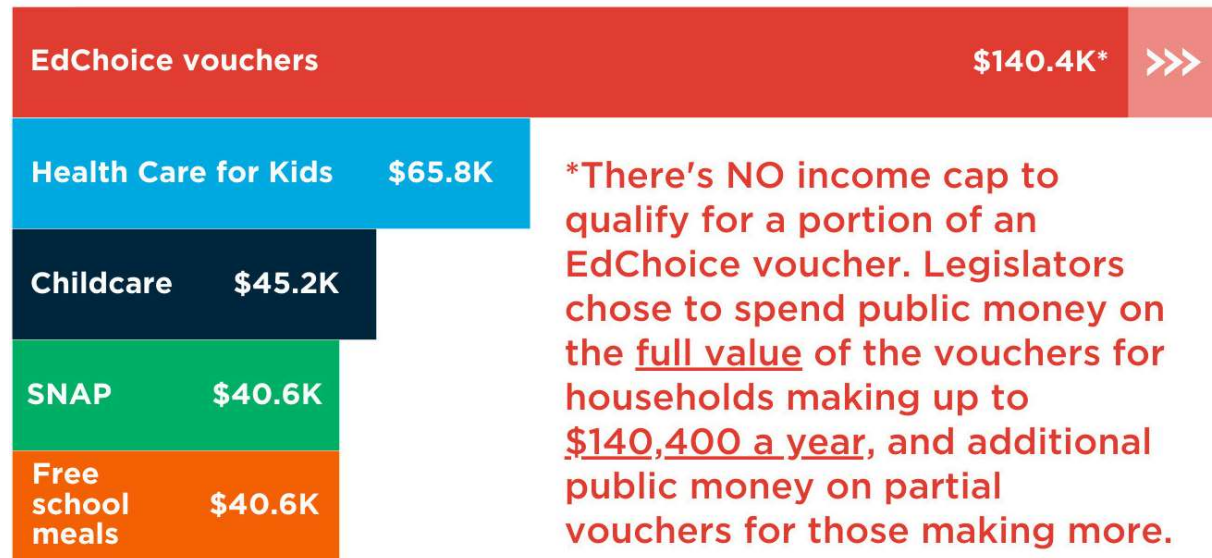 EdChoice vouchers $140.4K* >>>
Health Care for Kids $65.8K
Childcare $45.2K
SNAP $40.6K
Free
school
meals
$40.6K
*There's NO income cap to
qualify for a portion of an
EdChoice voucher. Legislators
chose to spend public money on
the full value of the vouchers for
households making up to
$140,400 a year, and additional
public money on partial
vouchers for those making more.